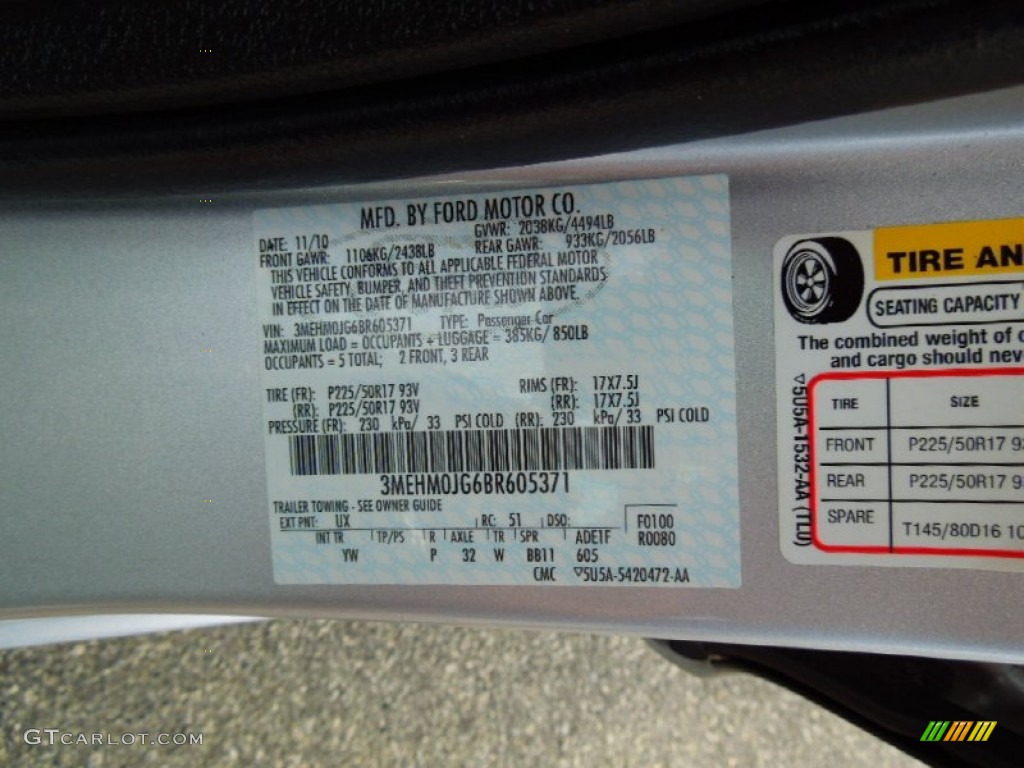 MFD. BY FORD MOTOR CO.
DATE: 11/10 GVWR: 2038KG/4494LB
FRONT GAWR: 1106KG/2438LB REAR GAWR: 933KG/2056LB
THIS VEHICLE CONFORMS TO ALL APPLICABLE FEDERAL MOTOR
VEHICLE SAFETY, BUMPER, AND THEFT PREVENTION STANDARDS
IN EFFECT ON THE DATE OF MANUFACTURE SHOWN ABOVE.
VIN: 3MEHM0JG6BR605371 TYPE: Passenger Car
MAXIMUM LOAD = OCCUPANTS + LUGGAGE = 385KG/ 850LB
OCCUPANTS = 5 TOTAL; 2 FRONT, 3 REAR
TIRE (FR): P225/50R17 93V RIMS (FR): 17X7.5J
(RR): P225/50R17 93V (RR): 17X7.5J
PRESSURE (FR): 230 kPa/ 33 PSI COLD (RR): 230 kPa/ 33 PSI COLD
3MEHM0JG6BR605371
TRAILER TOWING - SEE OWNER GUIDE
EXT PNT: UX RC: 51 DSO: F0100
INT TR TP/PS R AXLE TR SPR ADE1F R0080
YW P 32 W BB11 605
CMC ▽5U5A-5420472-AA
TIRE AN
SEATING CAPACITY
The combined weight of
and cargo should nev
TIRE SIZE
FRONT P225/50R17 93
REAR P225/50R17 9
SPARE T145/80D16 10
▽5U5A-1532-AA (TL0)
GTCARLOT.COM